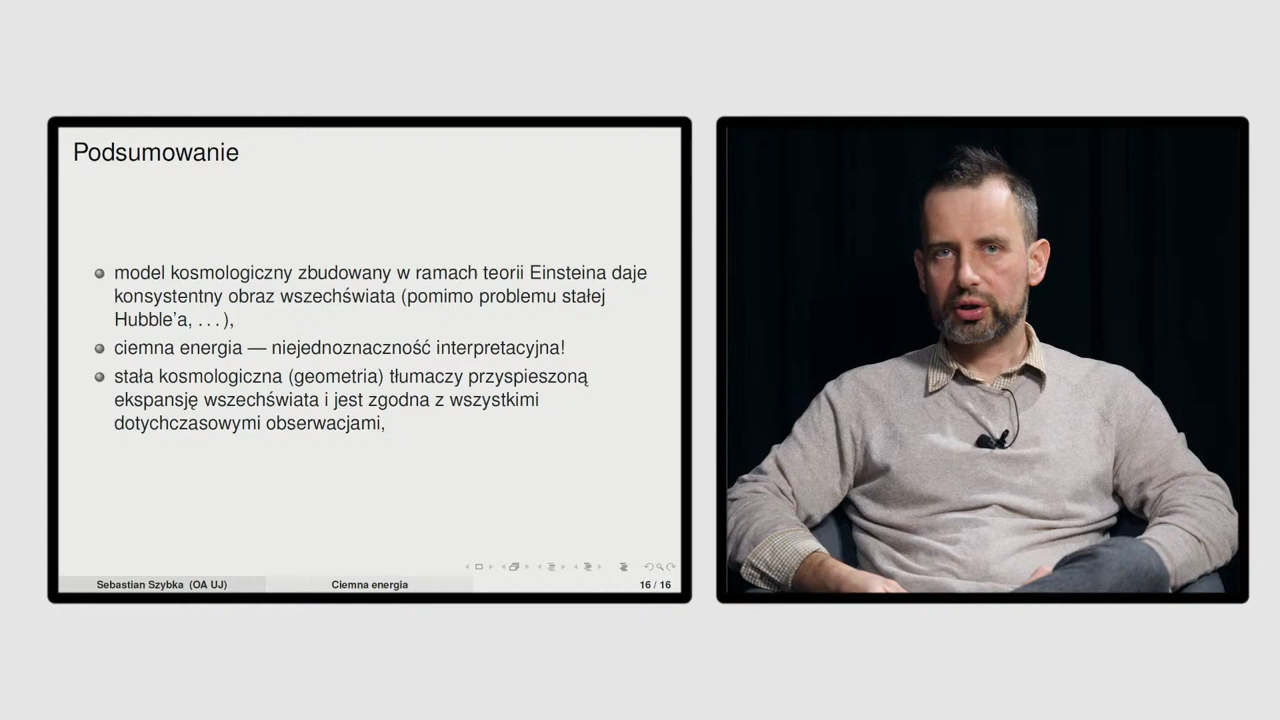 Podsumowanie
model kosmologiczny zbudowany w ramach teorii Einsteina daje
konsystentny obraz wszechświata (pomimo problemu stałej
Hubble'a, . . . ),
ciemna energia — niejednoznaczność interpretacyjna!
stała kosmologiczna (geometria) tłumaczy przyspieszoną
ekspansję wszechświata i jest zgodna z wszystkimi
dotychczasowymi obserwacjami,
Sebastian Szybka (OA UJ)
Ciemna energia
16 / 16